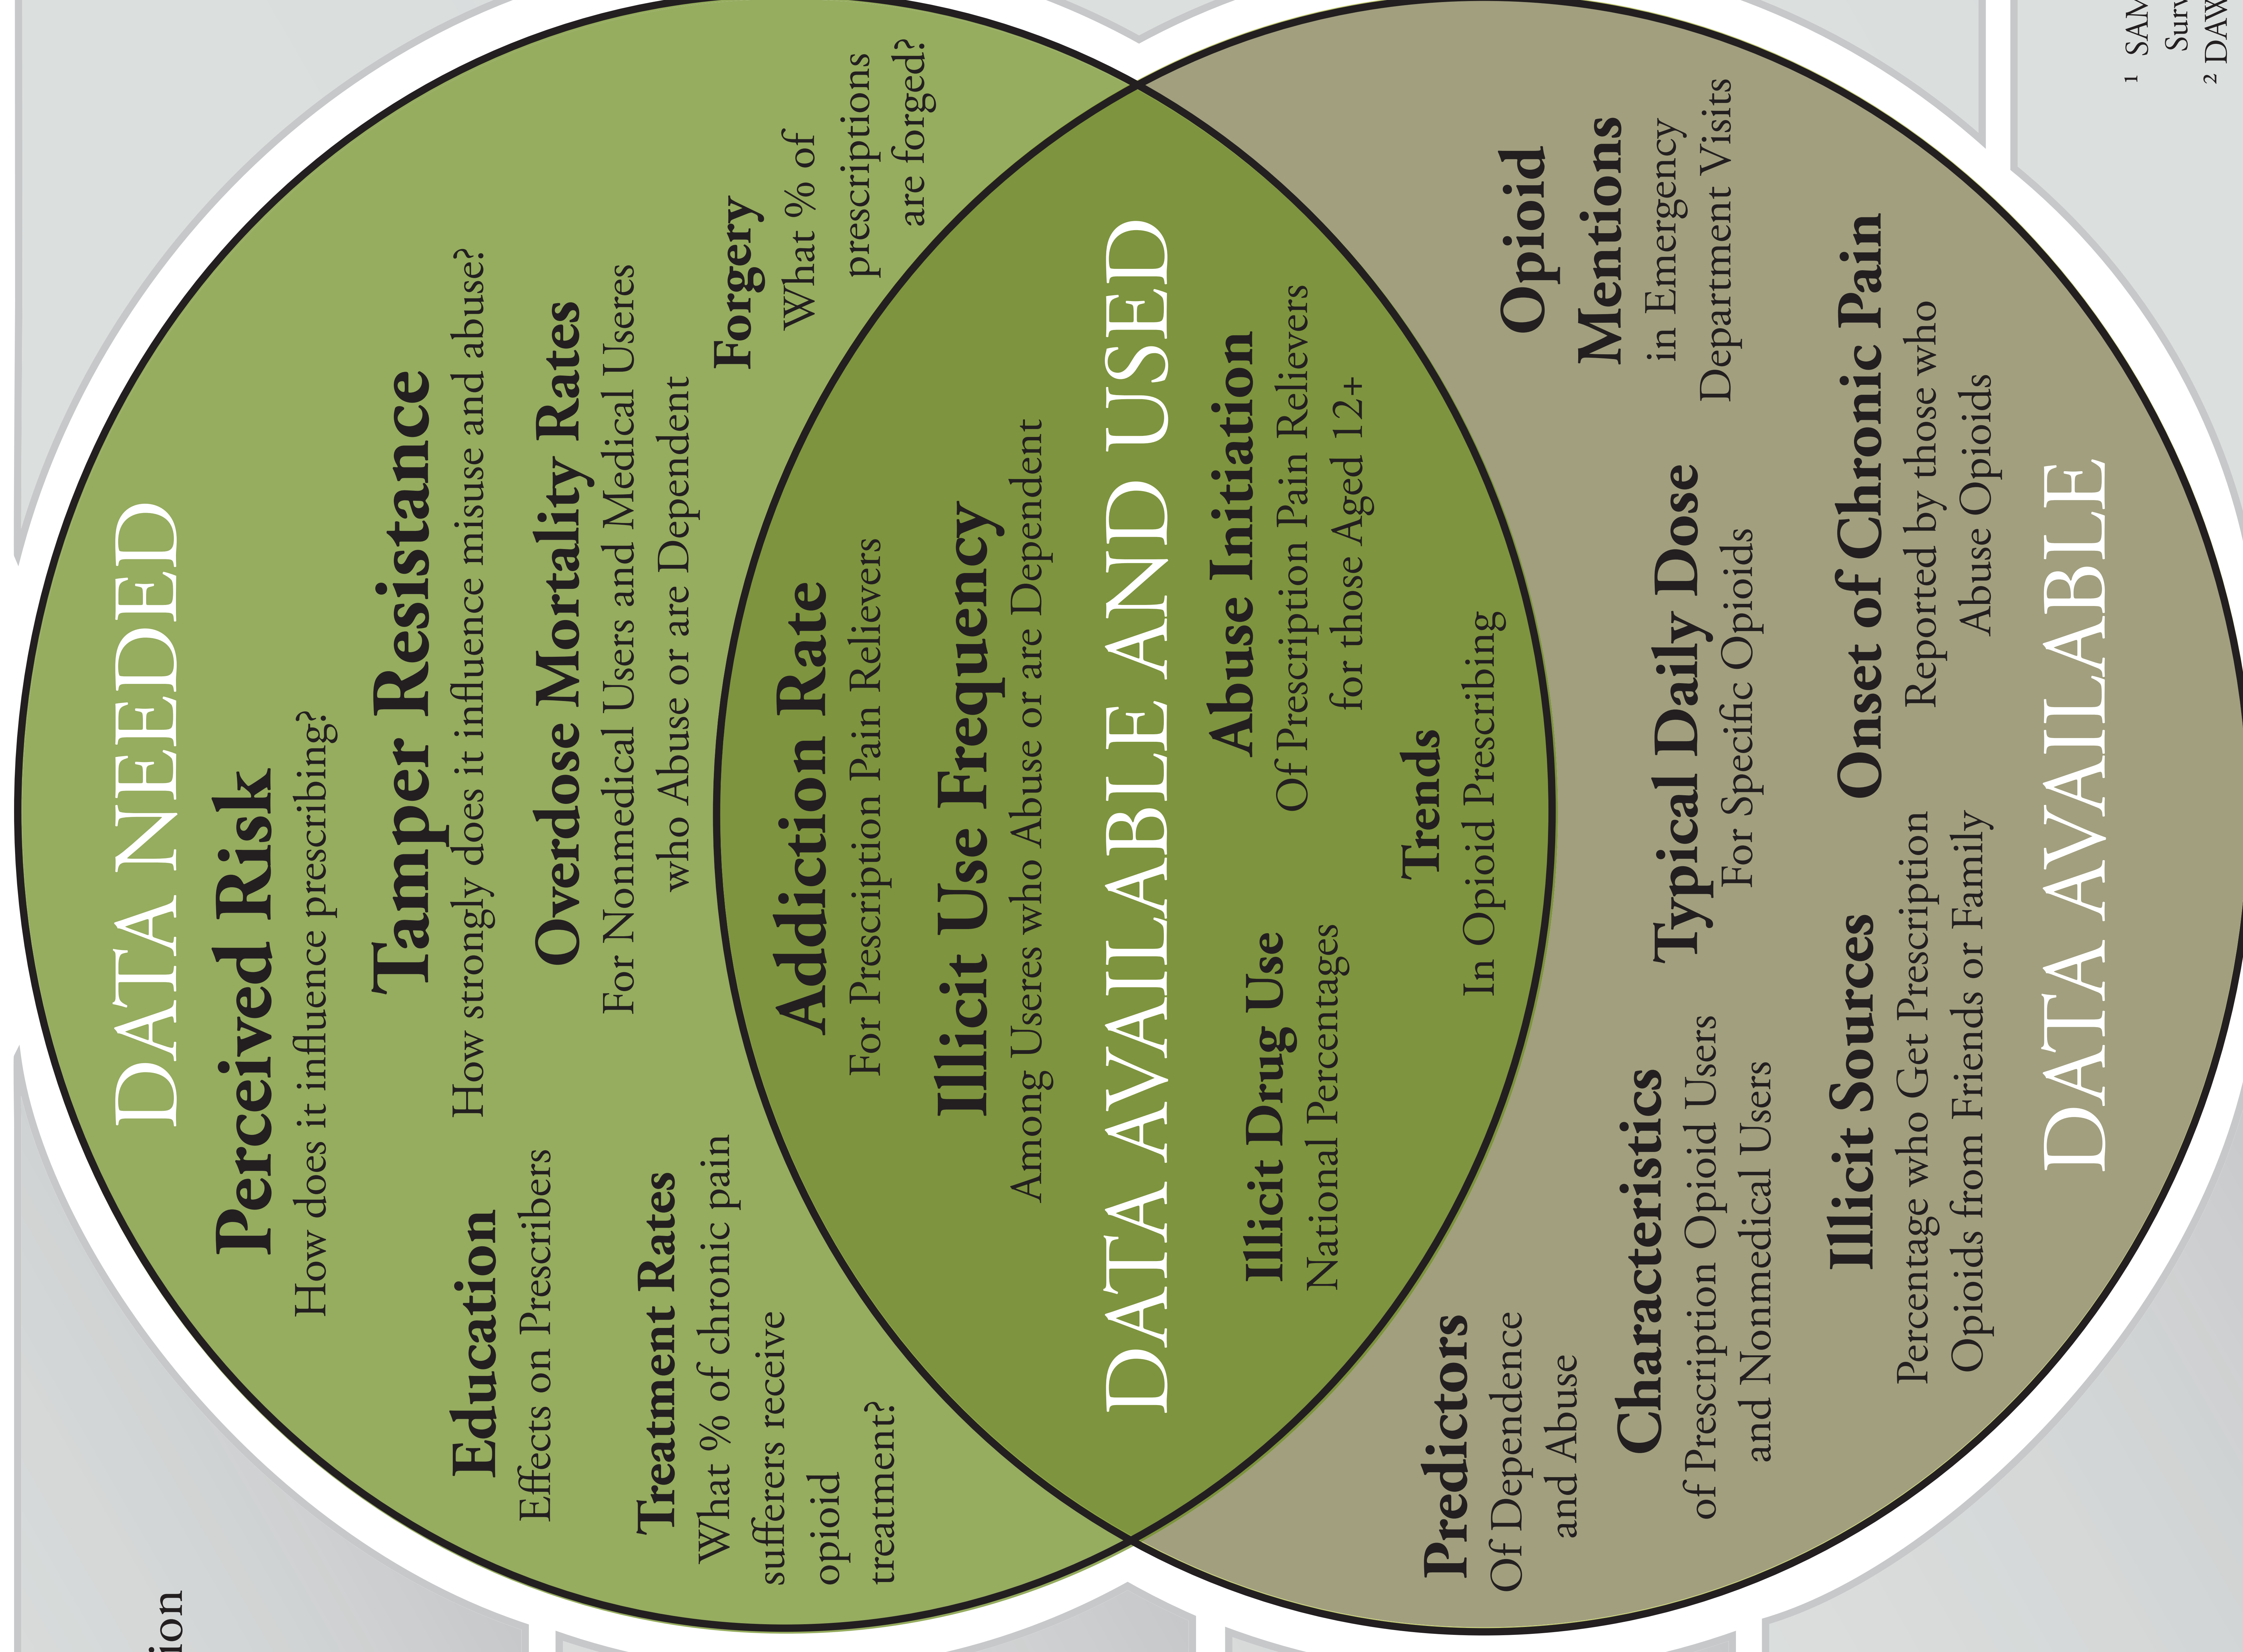 DATA NEEDED
Perceived Risk
How does it influence prescribing?
Tamper Resistance
How strongly does it influence misuse and abuse?
Education
Effects on Prescribers
Overdose Mortality Rates
For Nonmedical Users and Medical Useres
who Abuse or are Dependent
Treatment Rates
What % of chronic pain
sufferers receive
opioid
treatment?
Forgery
What % of
prescriptions
are forged?
Addiction Rate
For Prescription Pain Relievers
Illicit Use Frequency
Among Useres who Abuse or are Dependent
DATA AVAILABLE AND USED
Abuse Initiation
Of Prescription Pain Relievers
for those Aged 12+
Illicit Drug Use
National Percentages
Trends
In Opioid Prescribing
Predictors
Of Dependence
and Abuse
Opioid
Mentions
in Emergency
Department Visits
Characteristics
of Prescription Opioid Users
and Nonmedical Users
Typical Daily Dose
For Specific Opioids
Illicit Sources
Percentage who Get Prescription
Opioids from Friends or Family
Onset of Chronic Pain
Reported by those who
Abuse Opioids
DATA AVAILABLE
ion
1 SAM
Surv
2 DAW